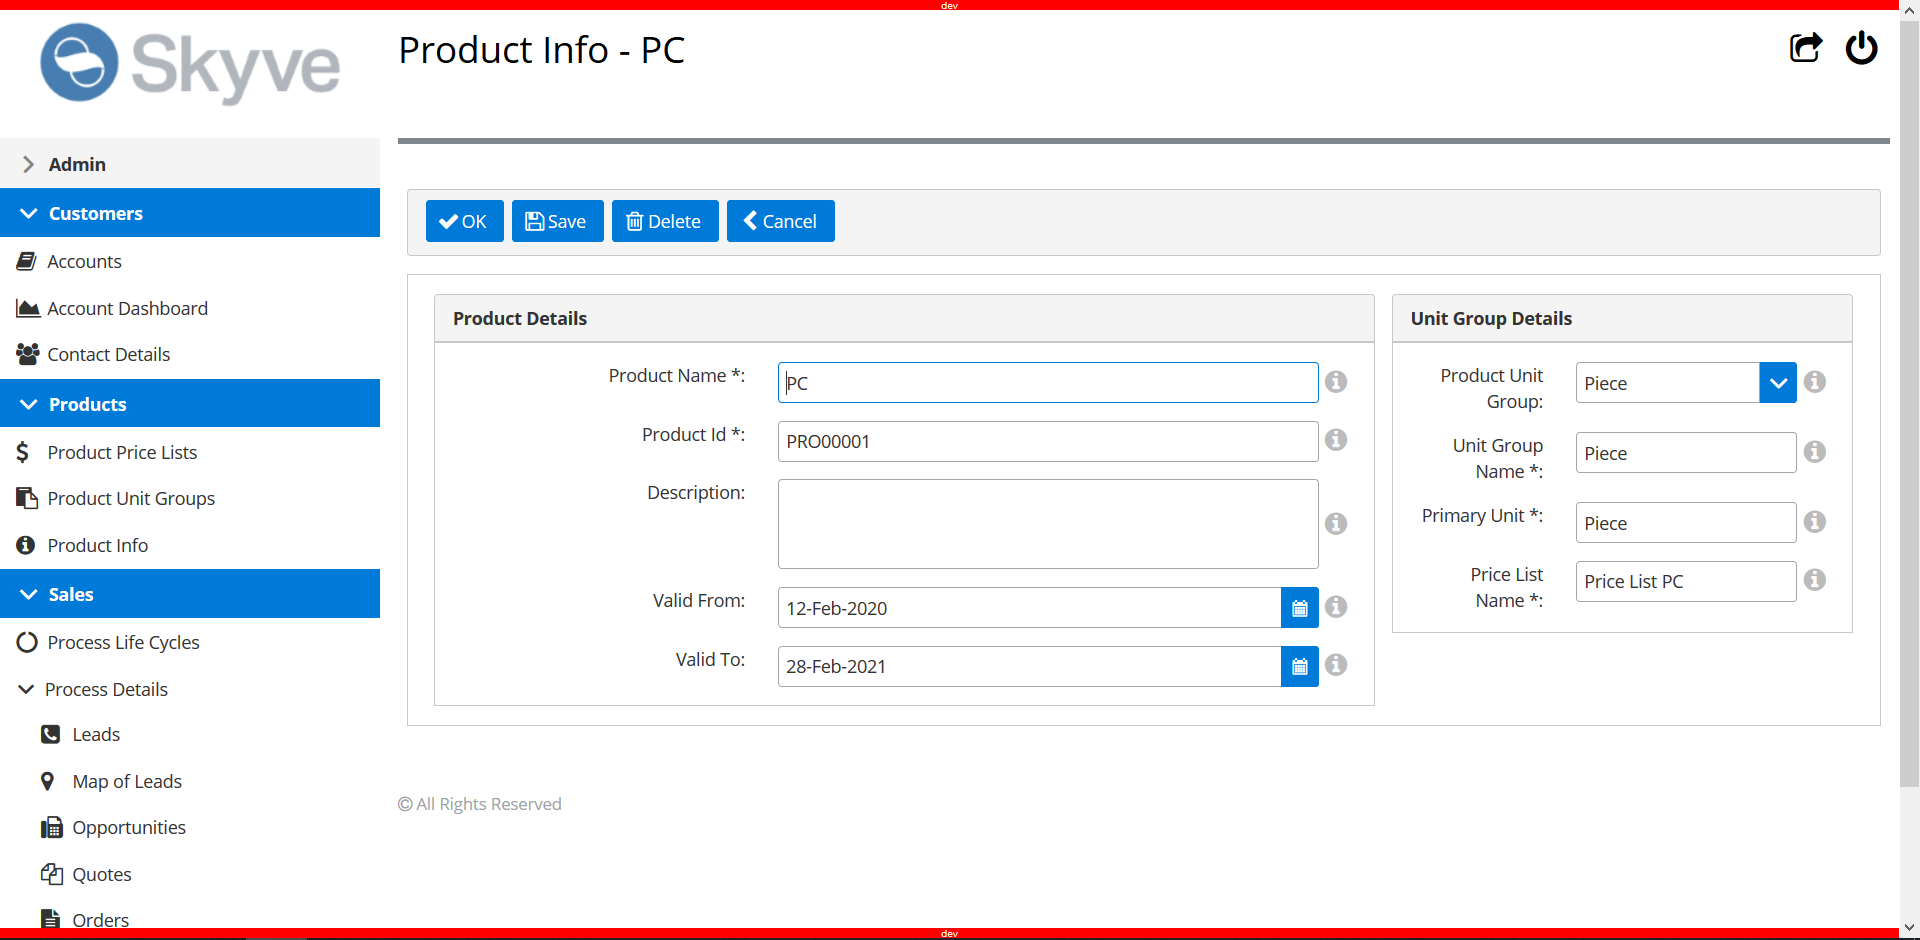 dev
Skyve
Product Info - PC
Admin
Customers
Accounts
Account Dashboard
Contact Details
Products
Product Price Lists
Product Unit Groups
Product Info
Sales
Process Life Cycles
Process Details
Leads
Map of Leads
Opportunities
Quotes
Orders
OK
Save
Delete
Cancel
Product Details
Product Name *:
PC
Product Id *:
PRO00001
Description:
Valid From:
12-Feb-2020
Valid To:
28-Feb-2021
Unit Group Details
Product Unit
Group:
Piece
Unit Group
Name *:
Piece
Primary Unit *:
Piece
Price List
Name *:
Price List PC
© All Rights Reserved
dev